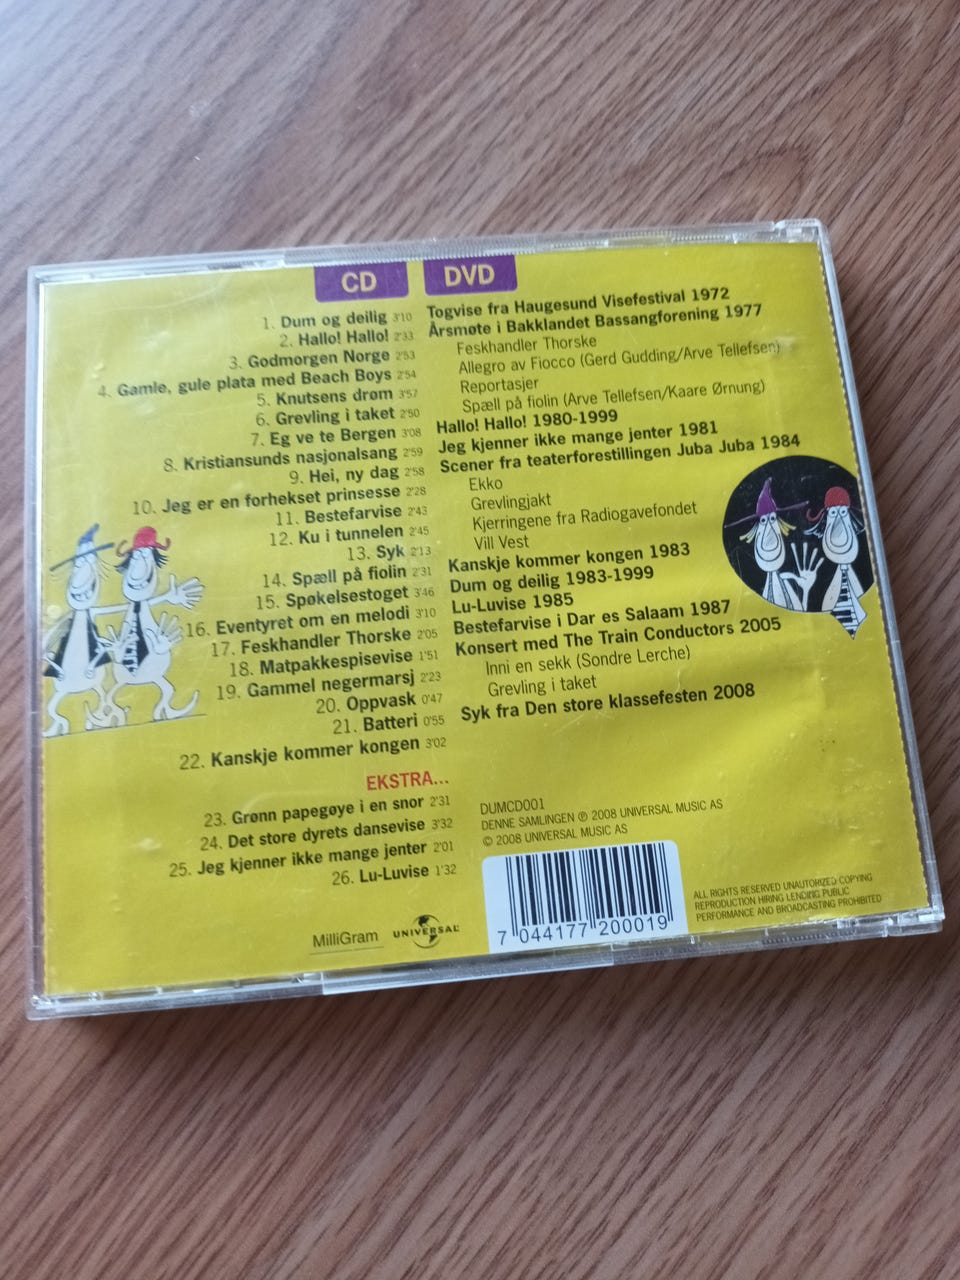 CD
1. Dum og deilig 3'10
2. Hallo! Hallo! 2'33
3. Godmorgen Norge 2'53
4. Gamle, gule plata med Beach Boys 2'54
5. Knutsens drøm 3'57
6. Grevling i taket 2'50
7. Eg ve te Bergen 3'08
8. Kristiansunds nasjonalsang 2'59
9. Hei, ny dag 2'58
10. Jeg er en forhekset prinsesse 2'28
11. Bestefarvise 2'43
12. Ku i tunnelen 2'45
13. Syk 2'13
14. Spæll på fiolin 2'31
15. Spøkelsestoget 3'46
16. Eventyret om en melodi 3'10
17. Feskhandler Thorske 2'05
18. Matpakkespisevise 1'51
19. Gammel negermarsj 2'23
20. Oppvask 0'47
21. Batteri 0'55
22. Kanskje kommer kongen 3'02
EKSTRA...
23. Grønn papegøye i en snor 2'31
24. Det store dyrets dansevise 3'32
25. Jeg kjenner ikke mange jenter 2'01
26. Lu-Luvise 1'32
MilliGram
UNIVERSAL
DVD
Togvise fra Haugesund Visefestival 1972
Årsmøte i Bakklandet Bassangforening 1977
Feskhandler Thorske
Allegro av Fiocco (Gerd Gudding/Arve Tellefsen)
Reportasjer
Spæll på fiolin (Arve Tellefsen/Kaare Ørnung)
Hallo! Hallo! 1980-1999
Jeg kjenner ikke mange jenter 1981
Scener fra teaterforestillingen Juba Juba 1984
Ekko
Grevlingjakt
Kjerringene fra Radiogavefondet
Vill Vest
Kanskje kommer kongen 1983
Dum og deilig 1983-1999
Lu-Luvise 1985
Bestefarvise i Dar es Salaam 1987
Konsert med The Train Conductors 2005
Inni en sekk (Sondre Lerche)
Grevling i taket
Syk fra Den store klassefesten 2008
DUMCD001
DENNE SAMLINGEN ℗ 2008 UNIVERSAL MUSIC AS
© 2008 UNIVERSAL MUSIC AS
7 044177 200019
ALL RIGHTS RESERVED UNAUTORIZED COPYING
REPRODUCTION HIRING LENDING PUBLIC
PERFORMANCE AND BROADCASTING PROHIBITED